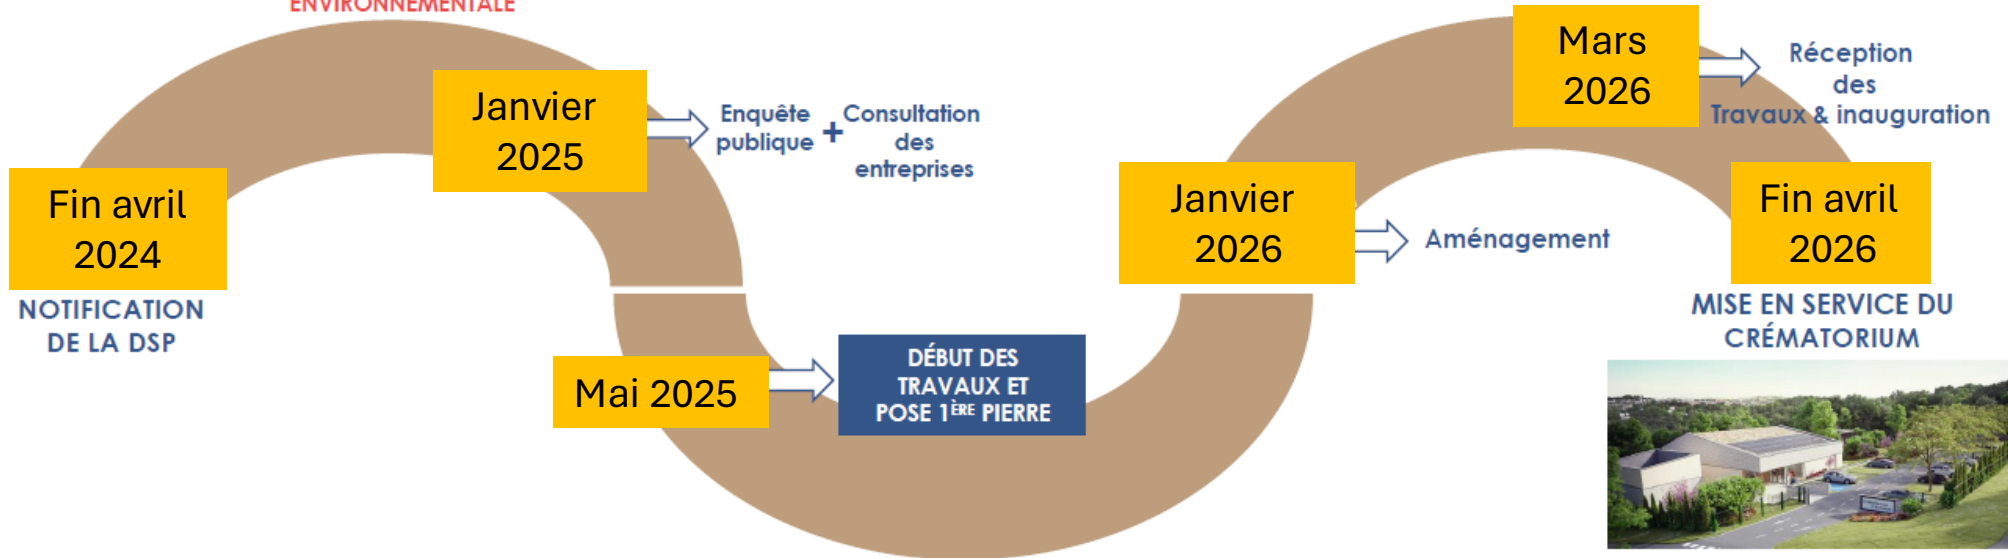 ENVIRONNEMENTALE
Fin avril
2024
NOTIFICATION
DE LA DSP
Janvier
2025
Enquête
publique
+
Consultation
des
entreprises
Mai 2025
DÉBUT DES
TRAVAUX ET
POSE 1ÈRE PIERRE
Janvier
2026
Aménagement
Mars
2026
Réception
des
Travaux & inauguration
Fin avril
2026
MISE EN SERVICE DU
CRÉMATORIUM